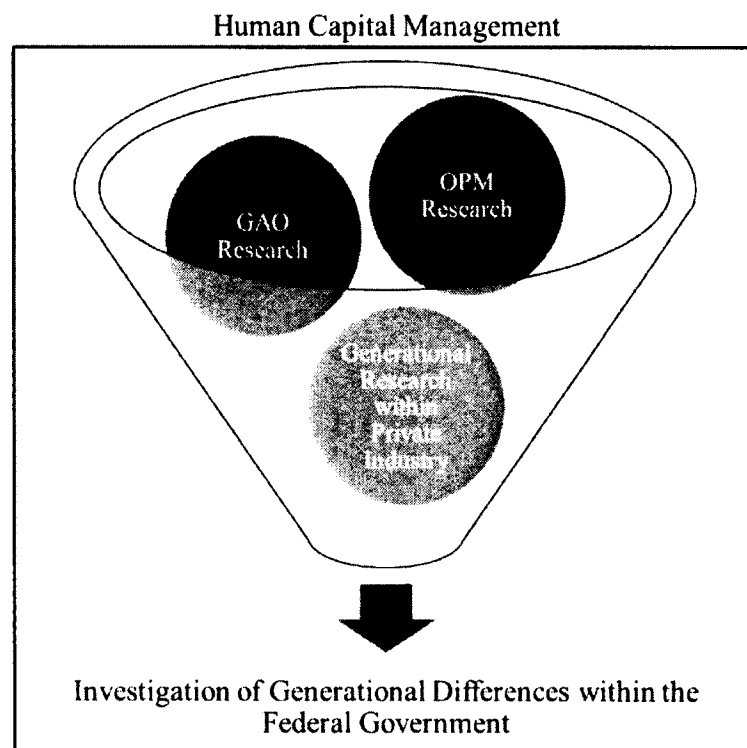 Human Capital Management
OPM
Research
GAO
Research
Generational
Research
within
Private
Industry
Investigation of Generational Differences within the
Federal Government